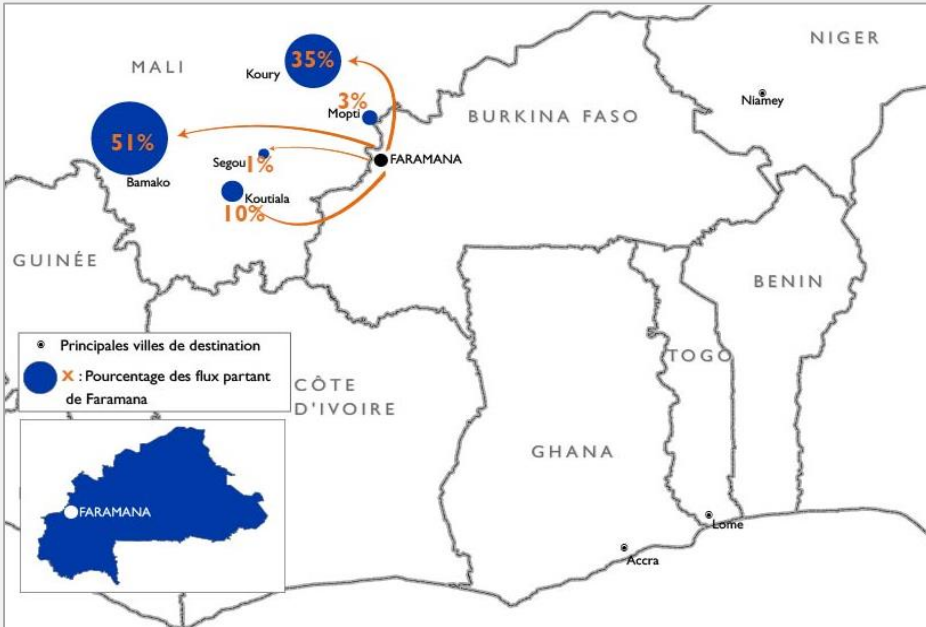 NIGER
MALI
35%
Koury
3%
Mopti
Niamey
BURKINA FASO
51%
FARAMANA
Segou
1%
Bamako
Koutiala
10%
GUINÉE
BENIN
Principales villes de destination
TOGO
X : Pourcentage des flux partant
de Faramana
CÔTE
D'IVOIRE
GHANA
FARAMANA
Lome
Accra